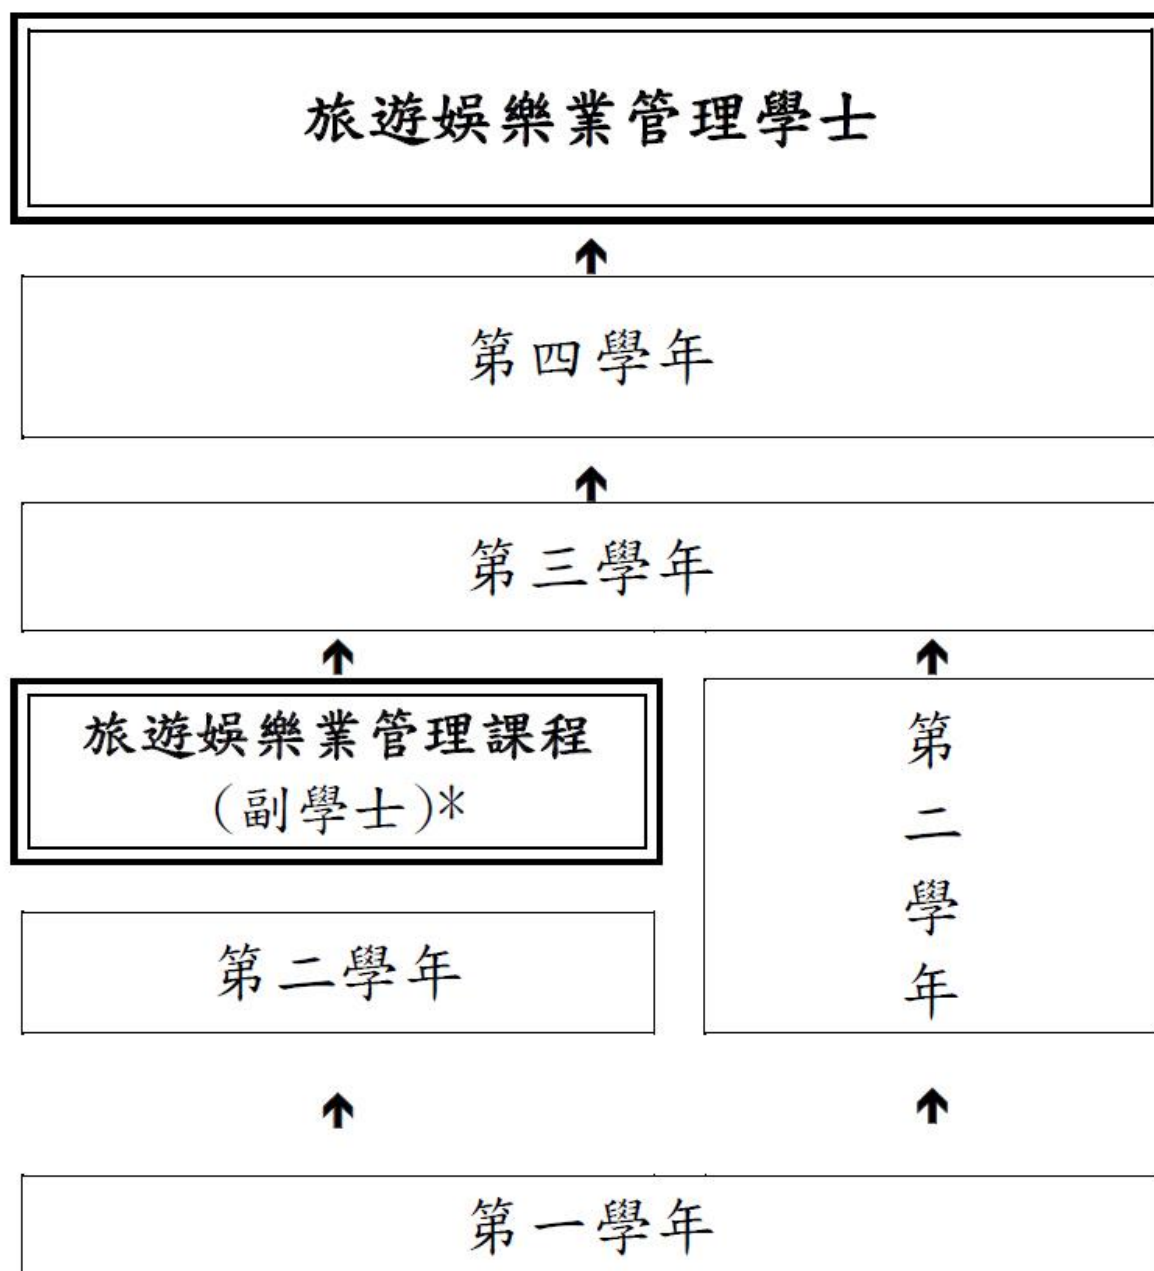 旅遊娛樂業管理學士
第四學年
第三學年
旅遊娛樂業管理課程
(副學士)*
第二學年
第二學年
第一學年